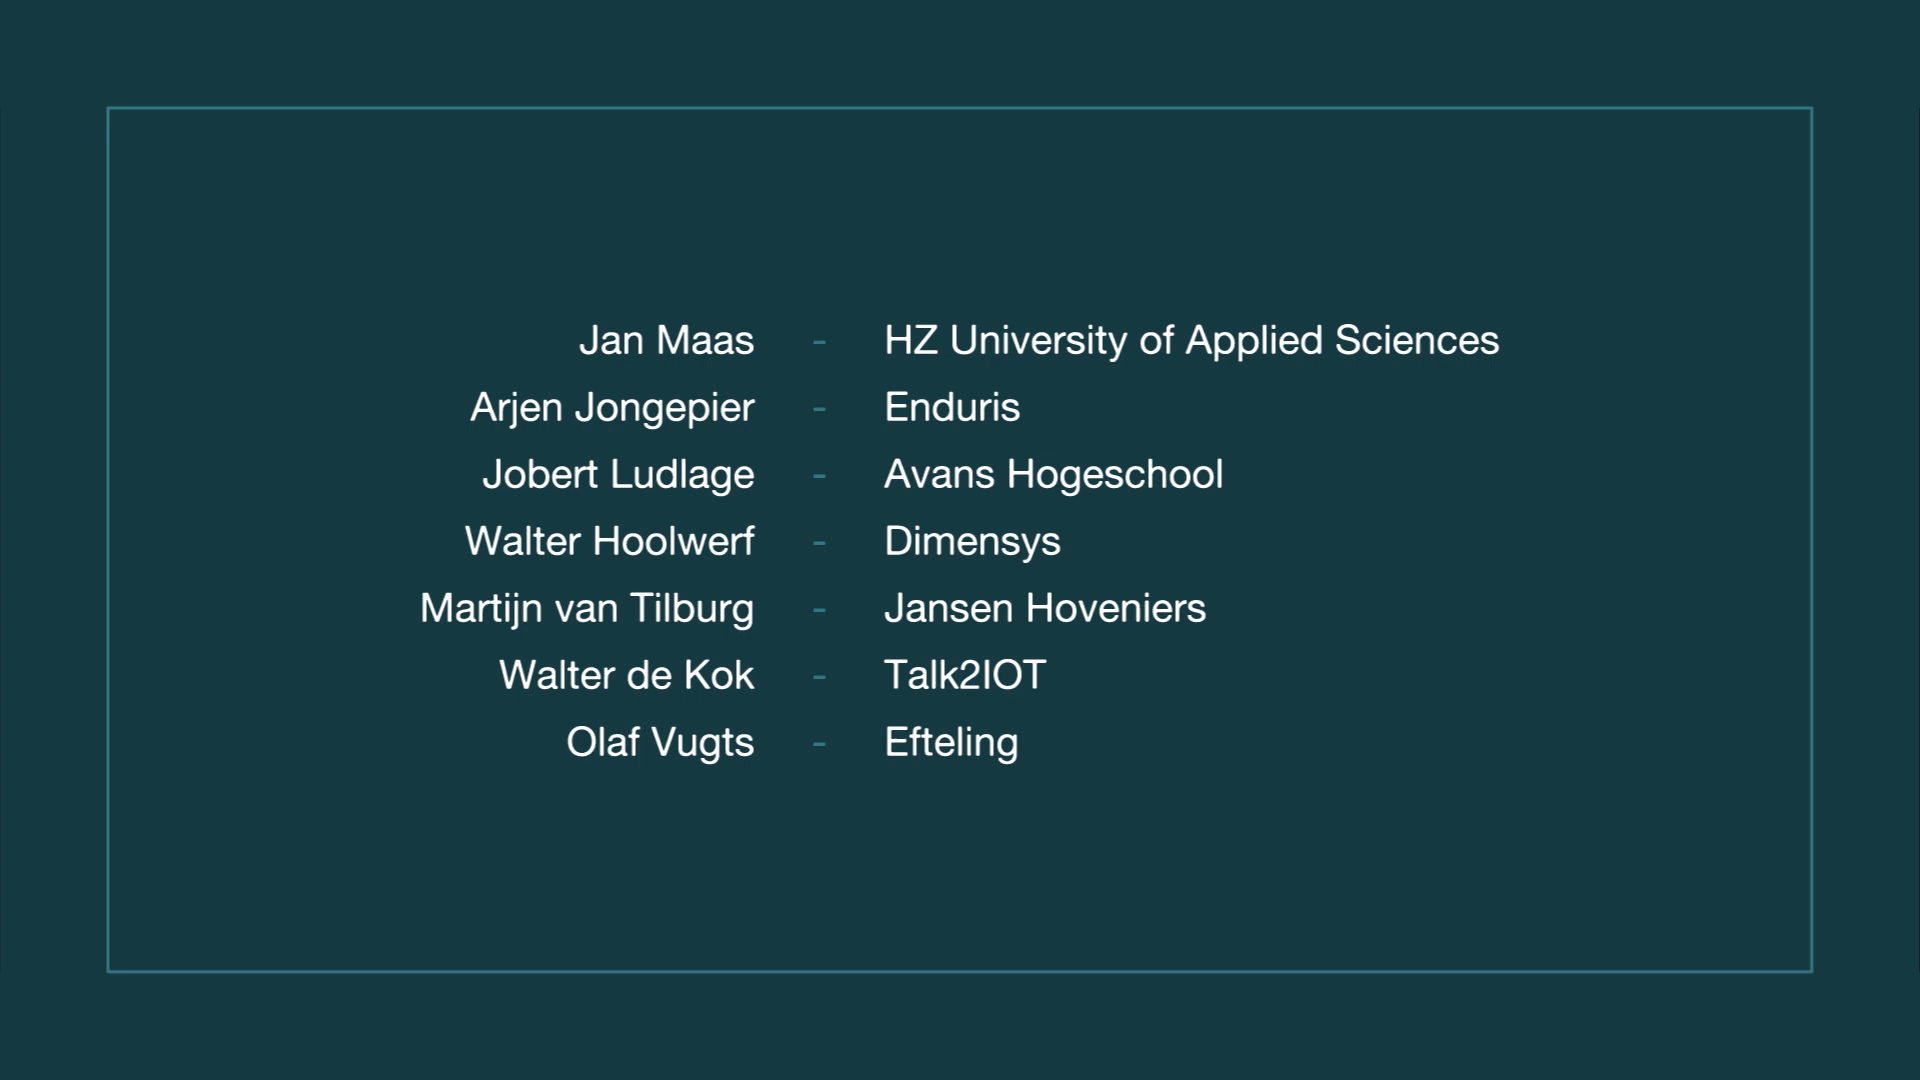 Jan Maas - HZ University of Applied Sciences
Arjen Jongepier - Enduris
Jobert Ludlage - Avans Hogeschool
Walter Hoolwerf - Dimensys
Martijn van Tilburg - Jansen Hoveniers
Walter de Kok - Talk2IOT
Olaf Vugts - Efteling